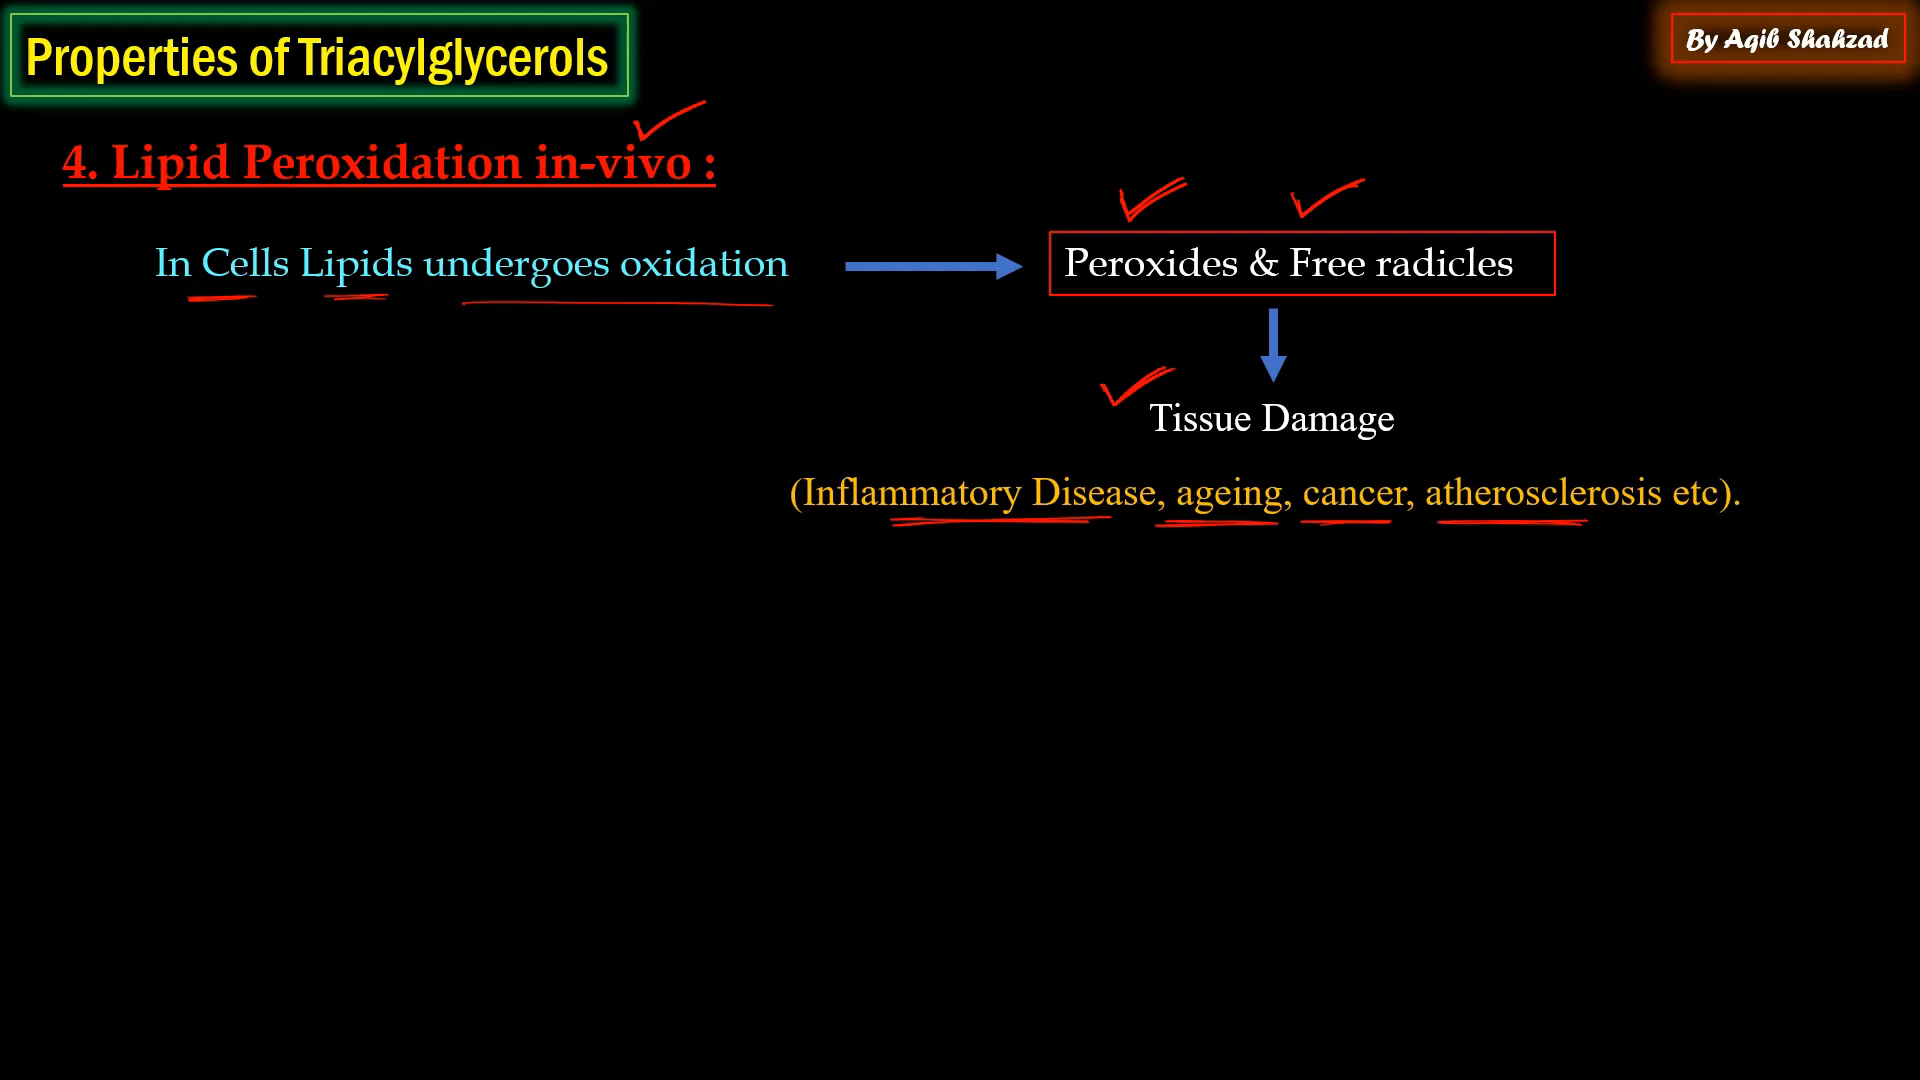 Properties of Triacylglycerols
By Aqib Shahzad
4. Lipid Peroxidation in-vivo :
In Cells Lipids undergoes oxidation
Peroxides & Free radicles
Tissue Damage
(Inflammatory Disease, ageing, cancer, atherosclerosis etc).